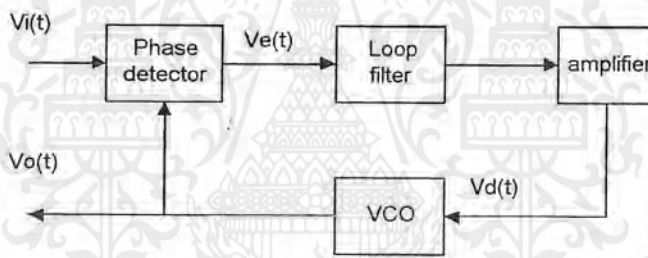 Vi(t)
Phase
detector
Ve(t)
Loop
filter
amplifier
Vo(t)
VCO
Vd(t)